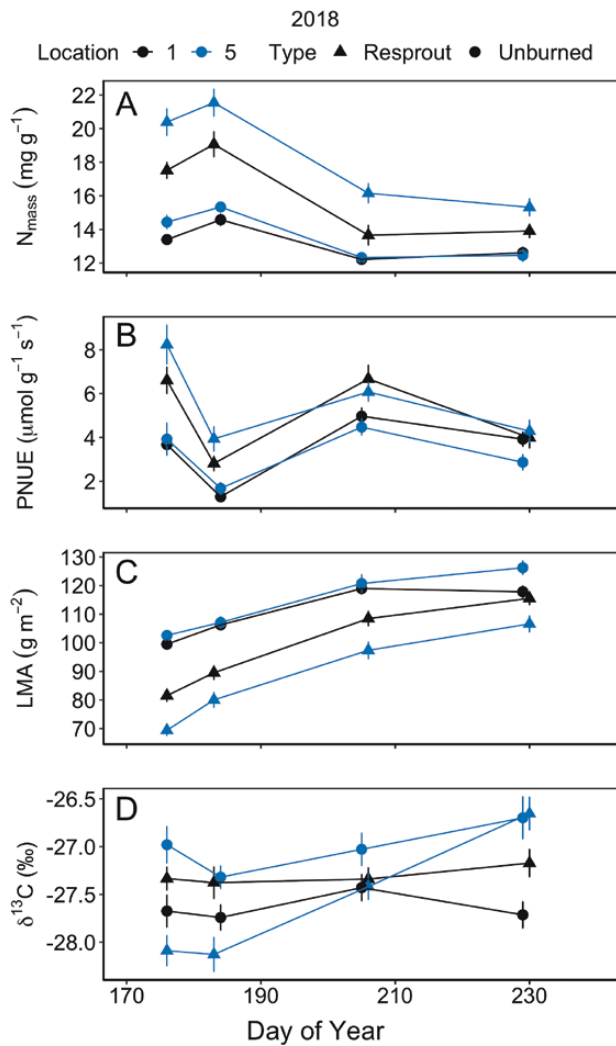 2018
Location 1 5 Type Resprout Unburned
A
N_mass (mg g⁻¹)
22
20
18
16
14
12
B
PNUE (μmol g⁻¹ s⁻¹)
8
6
4
2
C
LMA (g m⁻²)
130
120
110
100
90
80
70
D
δ¹³C (‰)
-26.5
-27.0
-27.5
-28.0
170 190 210 230
Day of Year